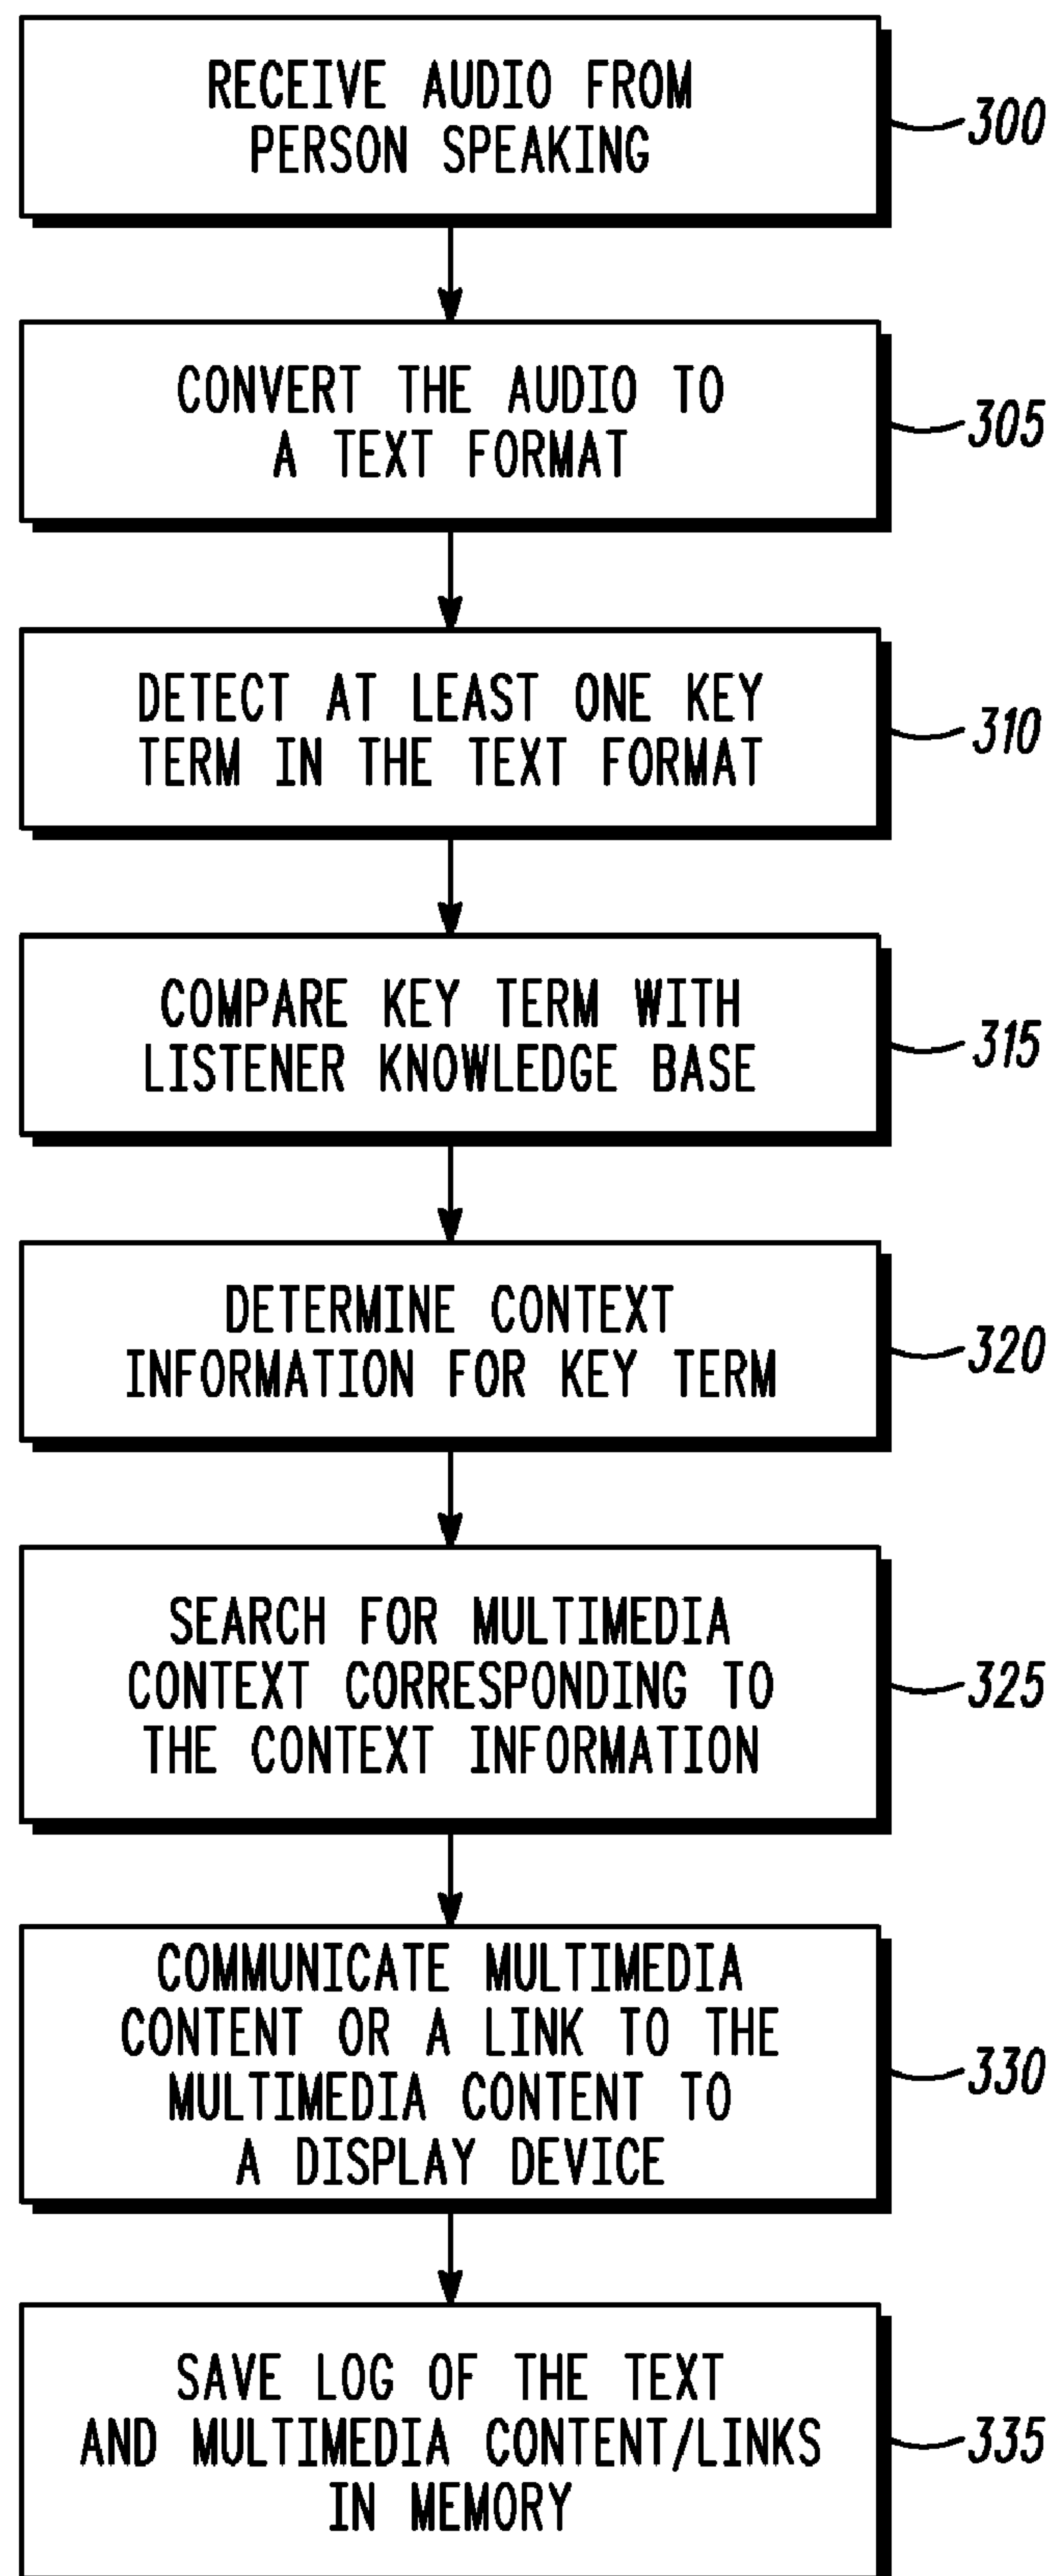 RECEIVE AUDIO FROM
PERSON SPEAKING
300
CONVERT THE AUDIO TO
A TEXT FORMAT
305
DETECT AT LEAST ONE KEY
TERM IN THE TEXT FORMAT
310
COMPARE KEY TERM WITH
LISTENER KNOWLEDGE BASE
315
DETERMINE CONTEXT
INFORMATION FOR KEY TERM
320
SEARCH FOR MULTIMEDIA
CONTEXT CORRESPONDING TO
THE CONTEXT INFORMATION
325
COMMUNICATE MULTIMEDIA
CONTENT OR A LINK TO THE
MULTIMEDIA CONTENT TO
A DISPLAY DEVICE
330
SAVE LOG OF THE TEXT
AND MULTIMEDIA CONTENT/LINKS
IN MEMORY
335